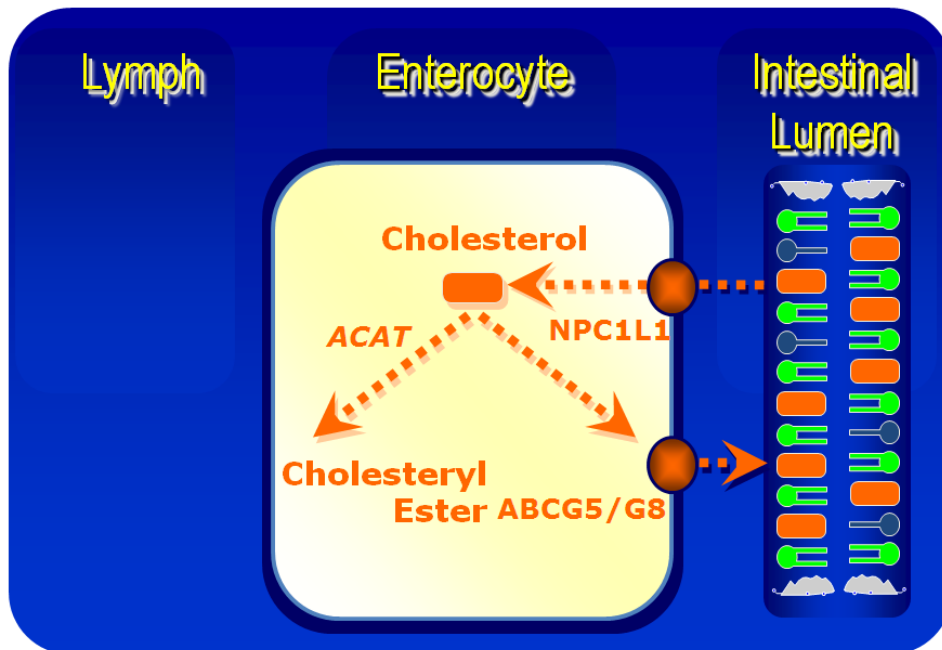 Lymph
Enterocyte
Intestinal
Lumen
Cholesterol
ACAT
NPC1L1
Cholesteryl
Ester
ABCG5/G8